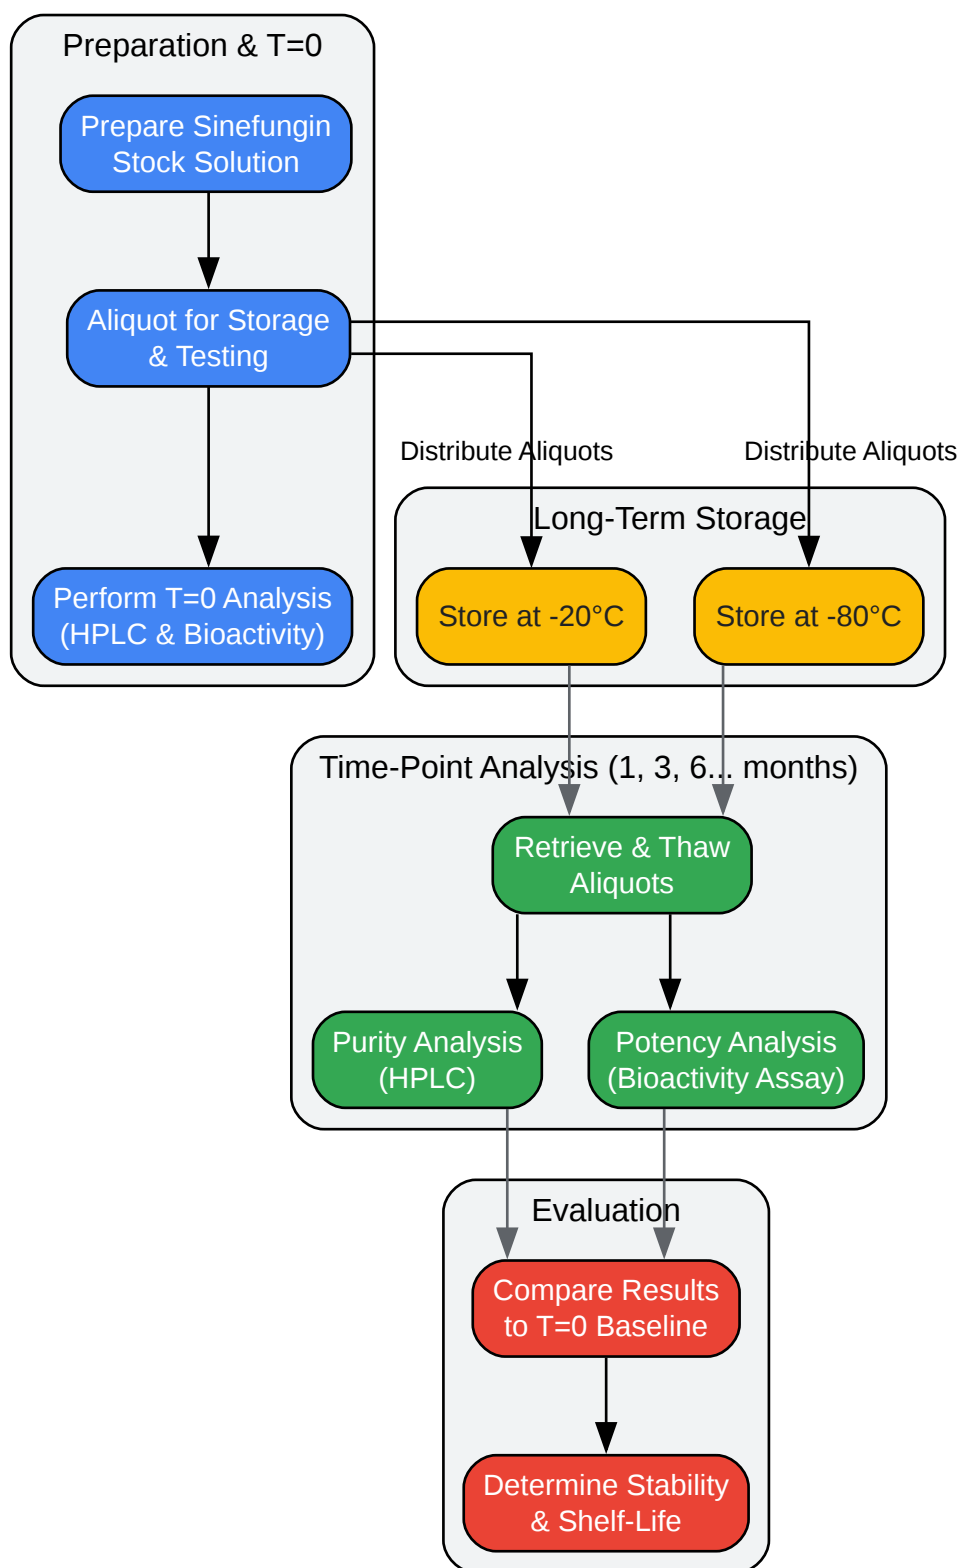 Preparation & T=0
Prepare Sinefungin
Stock Solution
Aliquot for Storage
& Testing
Distribute Aliquots
Distribute Aliquots
Long-Term Storage
Perform T=0 Analysis
(HPLC & Bioactivity)
Store at -20°C
Store at -80°C
Time-Point Analysis (1, 3, 6... months)
Retrieve & Thaw
Aliquots
Purity Analysis
(HPLC)
Potency Analysis
(Bioactivity Assay)
Evaluation
Compare Results
to T=0 Baseline
Determine Stability
& Shelf-Life